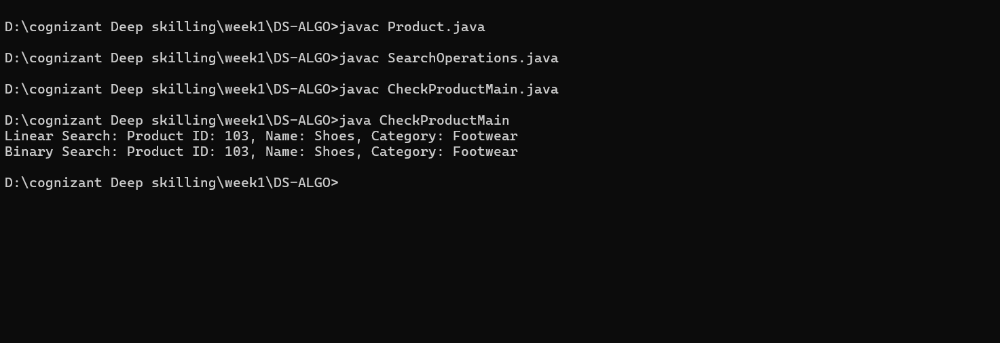 D:\cognizant Deep skilling\week1\DS-ALGO>javac Product.java
D:\cognizant Deep skilling\week1\DS-ALGO>javac SearchOperations.java
D:\cognizant Deep skilling\week1\DS-ALGO>javac CheckProductMain.java
D:\cognizant Deep skilling\week1\DS-ALGO>java CheckProductMain
Linear Search: Product ID: 103, Name: Shoes, Category: Footwear
Binary Search: Product ID: 103, Name: Shoes, Category: Footwear
D:\cognizant Deep skilling\week1\DS-ALGO>